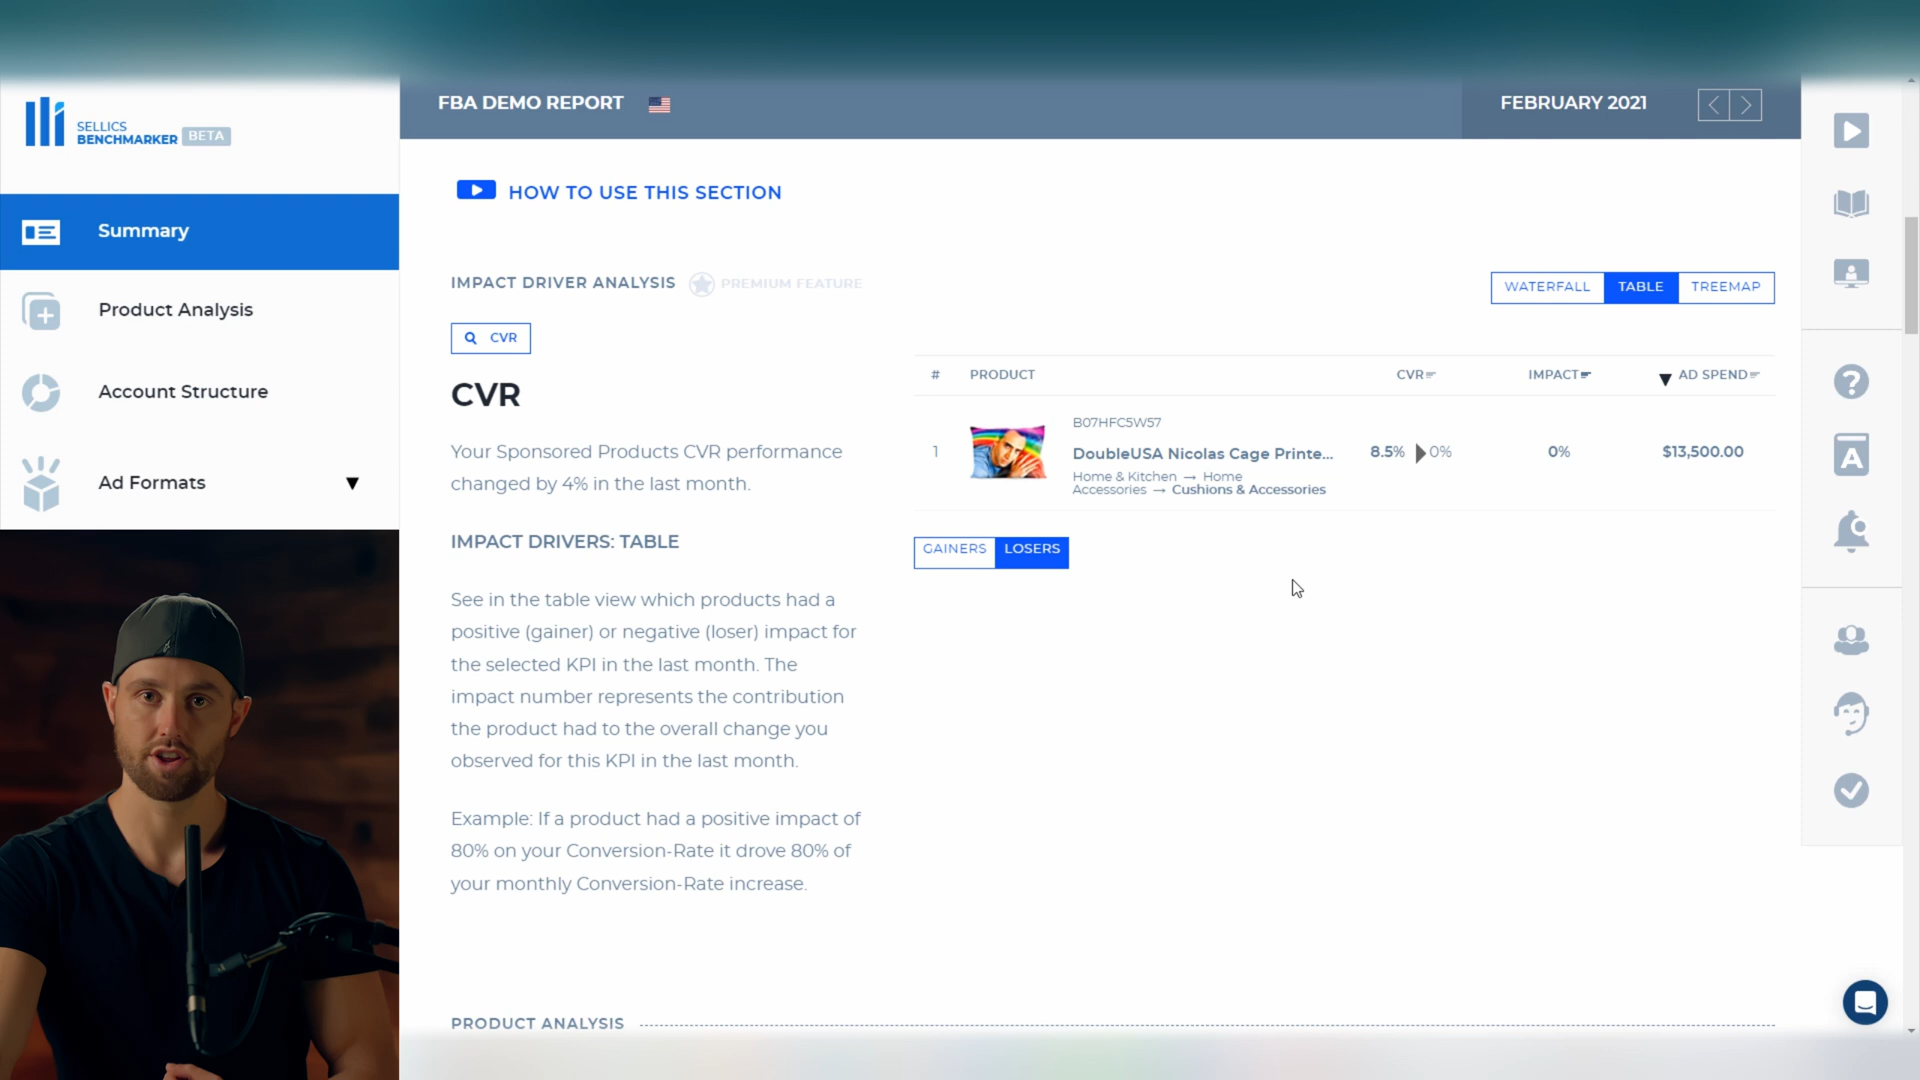 SELLICS
BENCHMARKER BETA
FBA DEMO REPORT
FEBRUARY 2021
Summary
Product Analysis
Account Structure
Ad Formats
HOW TO USE THIS SECTION
IMPACT DRIVER ANALYSIS PREMIUM FEATURE
WATERFALL TABLE TREEMAP
CVR
CVR
Your Sponsored Products CVR performance
changed by 4% in the last month.
IMPACT DRIVERS: TABLE
See in the table view which products had a
positive (gainer) or negative (loser) impact for
the selected KPI in the last month. The
impact number represents the contribution
the product had to the overall change you
observed for this KPI in the last month.
Example: If a product had a positive impact of
80% on your Conversion-Rate it drove 80% of
your monthly Conversion-Rate increase.
# PRODUCT CVR IMPACT AD SPEND
B07HFC5W57
1 DoubleUSA Nicolas Cage Printe... 8.5% 0% 0% $13,500.00
Home & Kitchen → Home
Accessories → Cushions & Accessories
GAINERS LOSERS
PRODUCT ANALYSIS